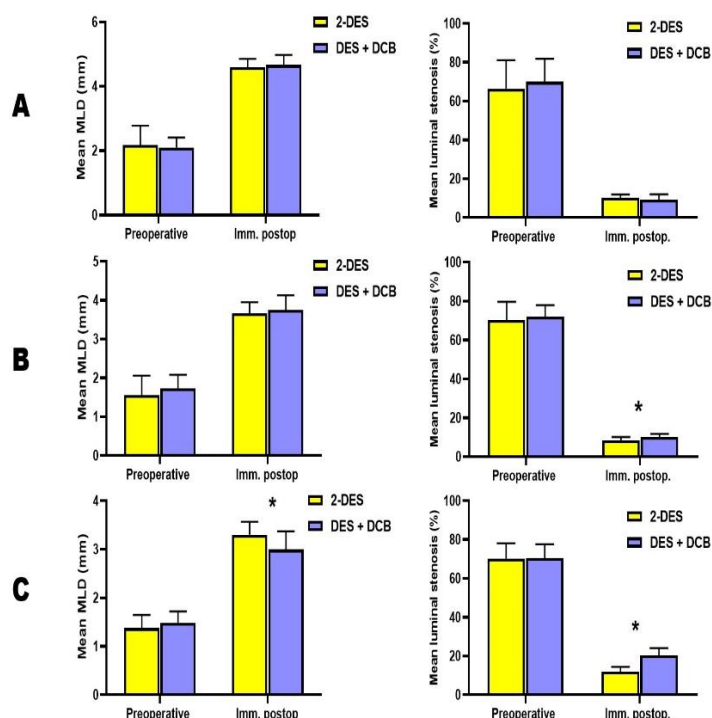 A
Mean MLD (mm)
6
4
2
0
2-DES
DES + DCB
Preoperative
Imm. postop
Mean luminal stenosis (%)
100
80
60
40
20
0
2-DES
DES + DCB
Preoperative
Imm. postop.
B
Mean MLD (mm)
5
4
3
2
1
0
2-DES
DES + DCB
Preoperative
Imm. postop
Mean luminal stenosis (%)
100
80
60
40
20
0
2-DES
DES + DCB
*
Preoperative
Imm. postop.
C
Mean MLD (mm)
4
3
2
1
0
2-DES
DES + DCB
*
Preoperative
Imm. postop
Mean luminal stenosis (%)
100
80
60
40
20
0
2-DES
DES + DCB
*
Preoperative
Imm. postop.